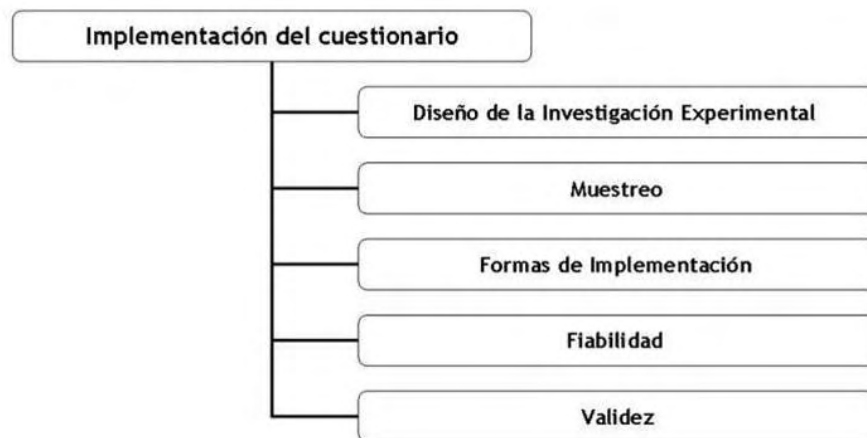 Implementación del cuestionario
Diseño de la Investigación Experimental
Muestreo
Formas de Implementación
Fiabilidad
Validez